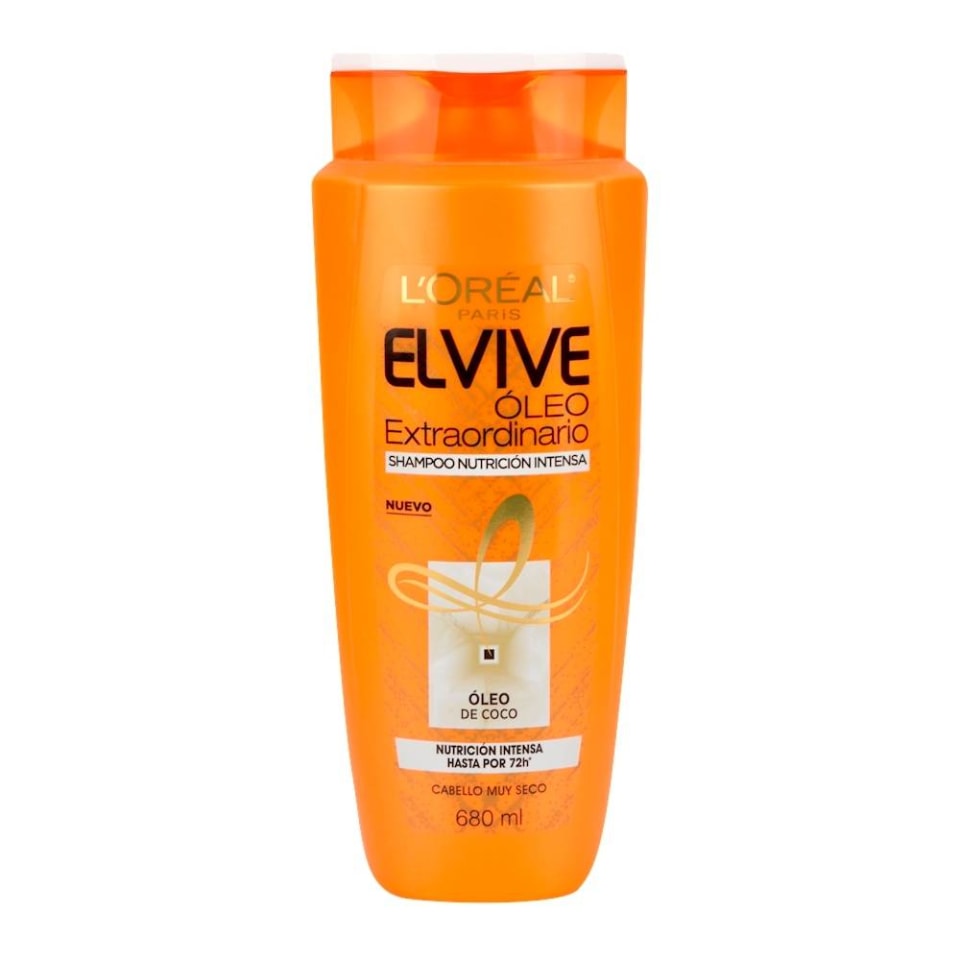 L'ORÉAL®
PARIS
ELVIVE
ÓLEO
Extraordinario
SHAMPOO NUTRICIÓN INTENSA
NUEVO
ÓLEO
DE COCO
NUTRICIÓN INTENSA
HASTA POR 72h*
CABELLO MUY SECO
680 ml